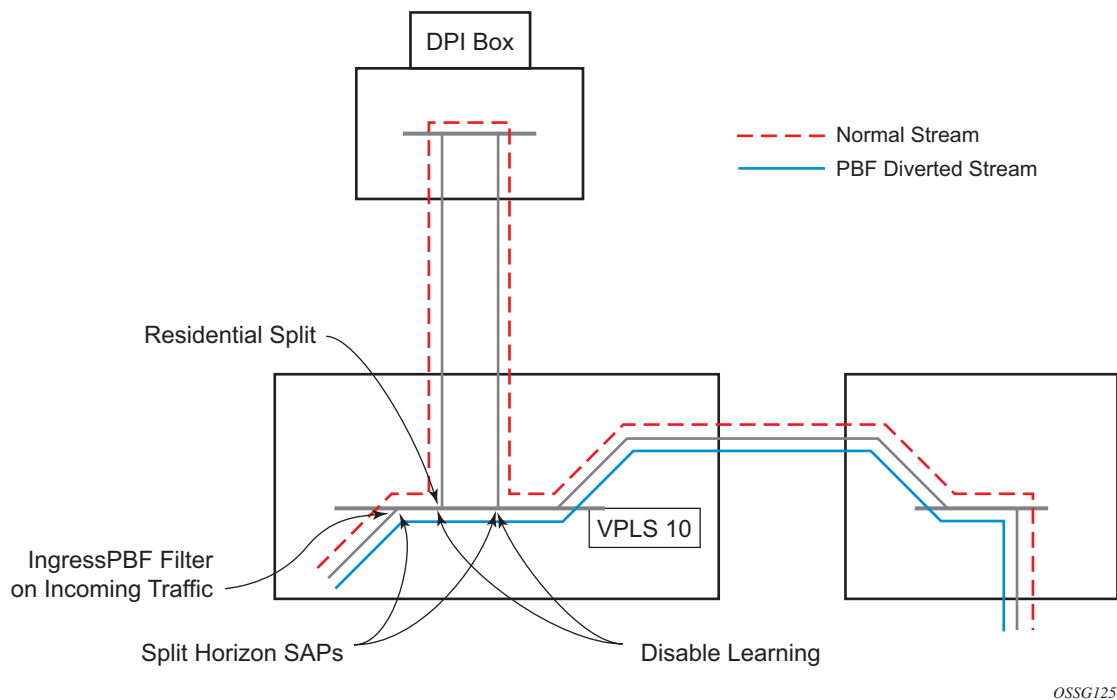 DPI Box
Normal Stream
PBF Diverted Stream
Residential Split
VPLS 10
IngressPBF Filter
on Incoming Traffic
Split Horizon SAPs
Disable Learning
OSSG125